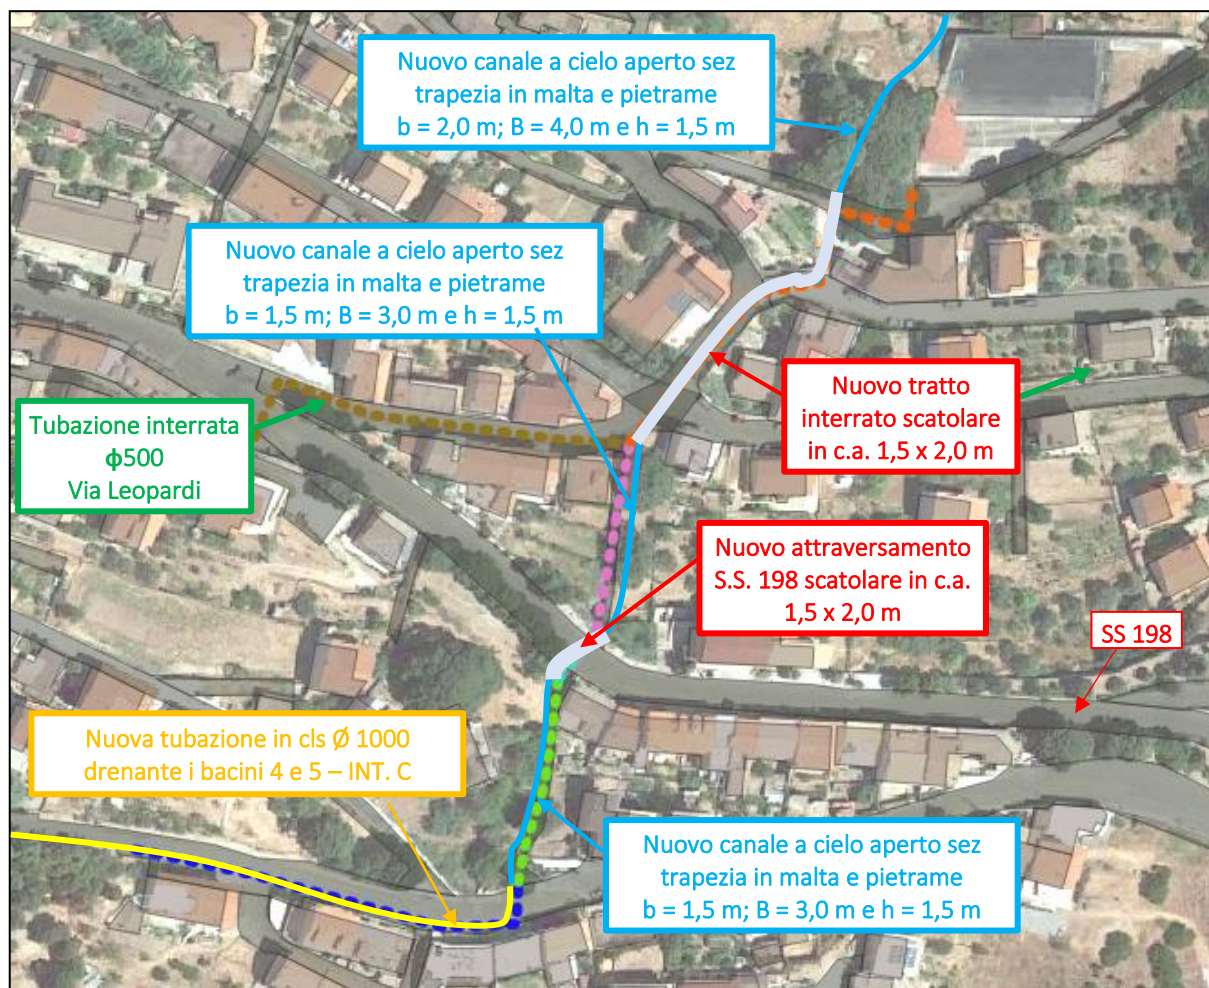 Nuovo canale a cielo aperto sez
trapezia in malta e pietrame
b = 2,0 m; B = 4,0 m e h = 1,5 m
Nuovo canale a cielo aperto sez
trapezia in malta e pietrame
b = 1,5 m; B = 3,0 m e h = 1,5 m
Nuovo tratto
interrato scatolare
in c.a. 1,5 x 2,0 m
Tubazione interrata
ϕ500
Via Leopardi
Nuovo attraversamento
S.S. 198 scatolare in c.a.
1,5 x 2,0 m
SS 198
Nuova tubazione in cls Ø 1000
drenante i bacini 4 e 5 – INT. C
Nuovo canale a cielo aperto sez
trapezia in malta e pietrame
b = 1,5 m; B = 3,0 m e h = 1,5 m